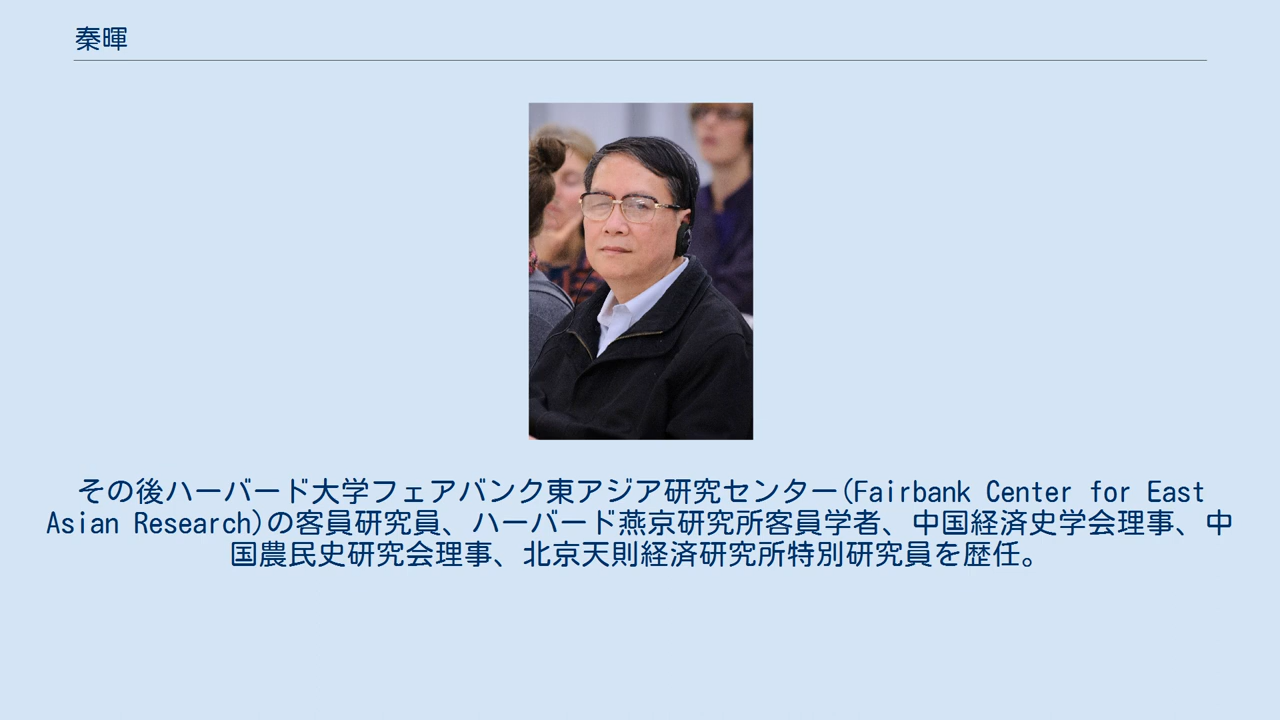 秦暉
その後ハーバード大学フェアバンク東アジア研究センター(Fairbank Center for East
Asian Research)の客員研究員、ハーバード燕京研究所客員学者、中国経済史学会理事、中
国農民史研究会理事、北京天則経済研究所特別研究員を歴任。